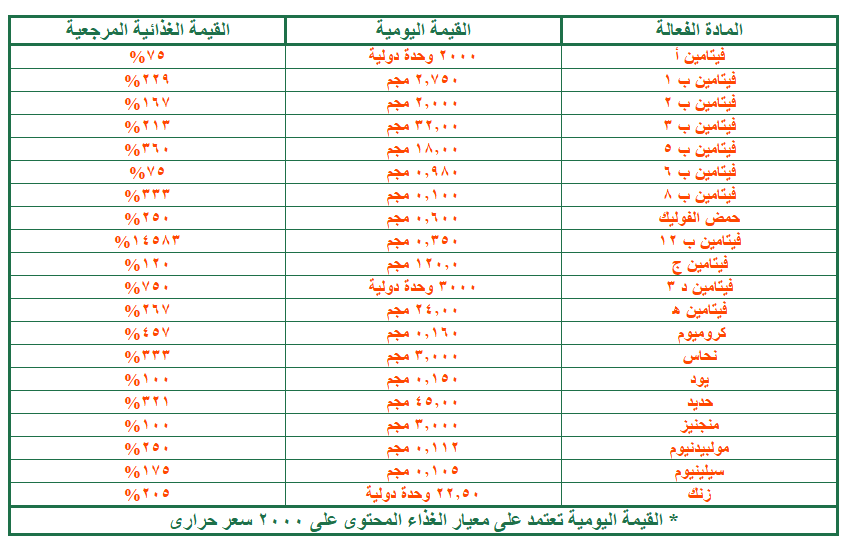 المادة الفعالة القيمة اليومية القيمة الغذائية المرجعية
فيتامين أ ٢٠٠٠ وحدة دولية ٧٥%
فيتامين ب ١ ٢,٧٥٠ مجم ٢٢٩%
فيتامين ب ٢ ٢,٠٠٠ مجم ١٦٧%
فيتامين ب ٣ ٣٢,٠٠ مجم ٢١٣%
فيتامين ب ٥ ١٨,٠٠ مجم ٣٦٠%
فيتامين ب ٦ ٠,٩٨٠ مجم ٧٥%
فيتامين ب ٨ ٠,١٠٠ مجم ٣٣٣%
حمض الفوليك ٠,٦٠٠ مجم ٢٥٠%
فيتامين ب ١٢ ٠,٣٥٠ مجم ١٤٥٨٣%
فيتامين ج ١٢٠,٠ مجم ١٢٠%
فيتامين د ٣ ٣٠٠٠ وحدة دولية ٧٥٠%
فيتامين ه ٢٤,٠٠ مجم ٢٦٧%
كروميوم ٠,١٦٠ مجم ٤٥٧%
نحاس ٣,٠٠٠ مجم ٣٣٣%
يود ٠,١٥٠ مجم ١٠٠%
حديد ٤٥,٠٠ مجم ٣٢١%
منجنيز ٣,٠٠٠ مجم ١٠٠%
مولبيدنيوم ٠,١١٢ مجم ٢٥٠%
سيلينيوم ٠,١٠٥ مجم ١٧٥%
زنك ٢٢,٥٠ وحدة دولية ٢٠٥%
* القيمة اليومية تعتمد على معيار الغذاء المحتوى على ٢٠٠٠ سعر حرارى